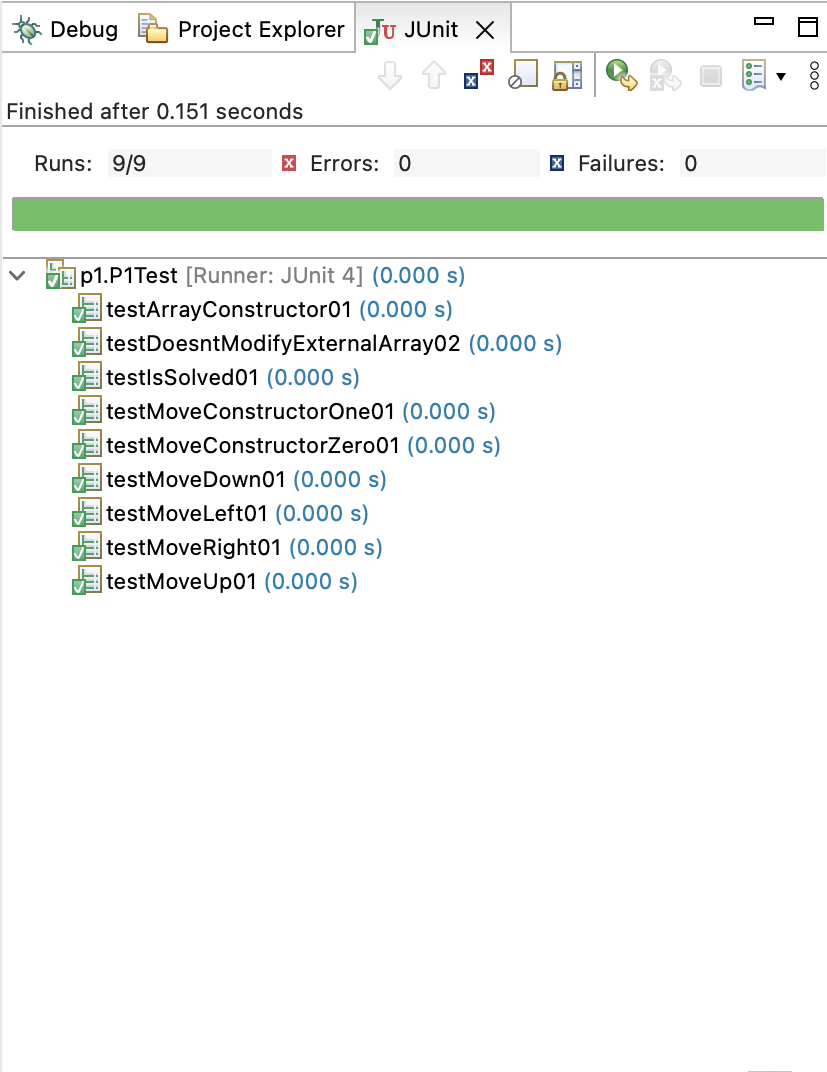 Debug Project Explorer JU JUnit
Finished after 0.151 seconds
Runs: 9/9 Errors: 0 Failures: 0
p1.P1Test [Runner: JUnit 4] (0.000 s)
testArrayConstructor01 (0.000 s)
testDoesntModifyExternalArray02 (0.000 s)
testIsSolved01 (0.000 s)
testMoveConstructorOne01 (0.000 s)
testMoveConstructorZero01 (0.000 s)
testMoveDown01 (0.000 s)
testMoveLeft01 (0.000 s)
testMoveRight01 (0.000 s)
testMoveUp01 (0.000 s)